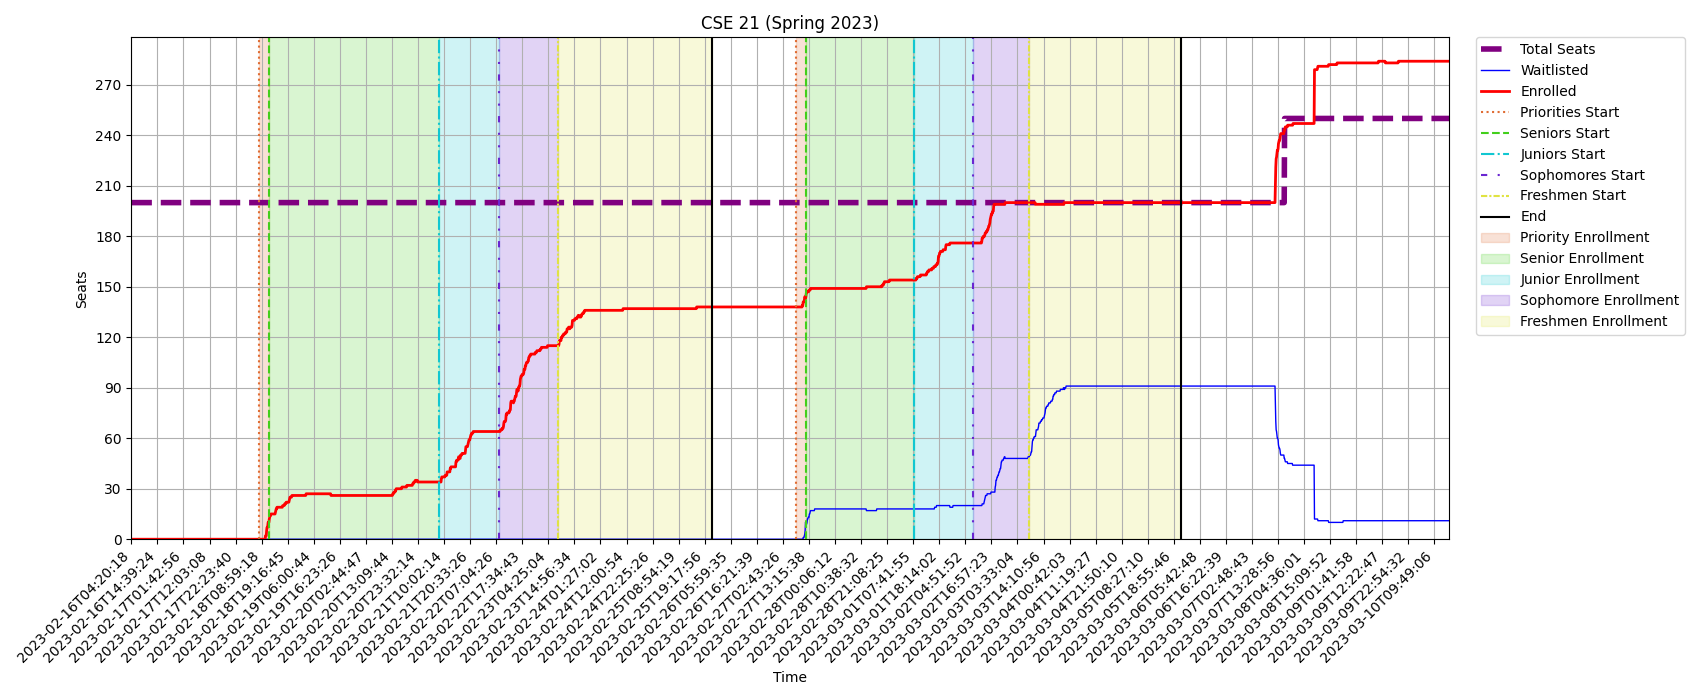 CSE 21 (Spring 2023)
Seats
270
240
210
180
150
120
90
60
30
0
2023-02-16T04:20:18
2023-02-16T14:39:24
2023-02-17T01:42:56
2023-02-17T12:03:08
2023-02-17T22:23:40
2023-02-18T08:59:18
2023-02-18T19:16:45
2023-02-19T06:00:44
2023-02-19T16:23:26
2023-02-20T02:44:47
2023-02-20T13:09:44
2023-02-20T23:32:14
2023-02-21T10:02:14
2023-02-21T20:33:26
2023-02-22T07:04:26
2023-02-22T17:34:43
2023-02-23T04:25:04
2023-02-23T14:56:34
2023-02-24T01:27:02
2023-02-24T12:00:54
2023-02-24T22:25:26
2023-02-25T08:54:19
2023-02-25T19:17:56
2023-02-26T05:59:35
2023-02-26T16:21:39
2023-02-27T02:43:26
2023-02-27T13:15:38
2023-02-28T00:06:12
2023-02-28T10:38:32
2023-02-28T21:08:25
2023-03-01T07:41:55
2023-03-01T18:14:02
2023-03-02T04:51:52
2023-03-02T16:57:23
2023-03-03T03:33:04
2023-03-03T14:10:56
2023-03-04T00:42:03
2023-03-04T11:19:27
2023-03-04T21:50:10
2023-03-05T08:27:10
2023-03-05T18:55:46
2023-03-06T05:42:48
2023-03-06T16:22:39
2023-03-07T02:48:43
2023-03-07T13:28:56
2023-03-08T04:36:01
2023-03-08T15:09:52
2023-03-09T01:41:58
2023-03-09T12:22:47
2023-03-09T22:54:32
2023-03-10T09:49:06
Time
Total Seats
Waitlisted
Enrolled
Priorities Start
Seniors Start
Juniors Start
Sophomores Start
Freshmen Start
End
Priority Enrollment
Senior Enrollment
Junior Enrollment
Sophomore Enrollment
Freshmen Enrollment